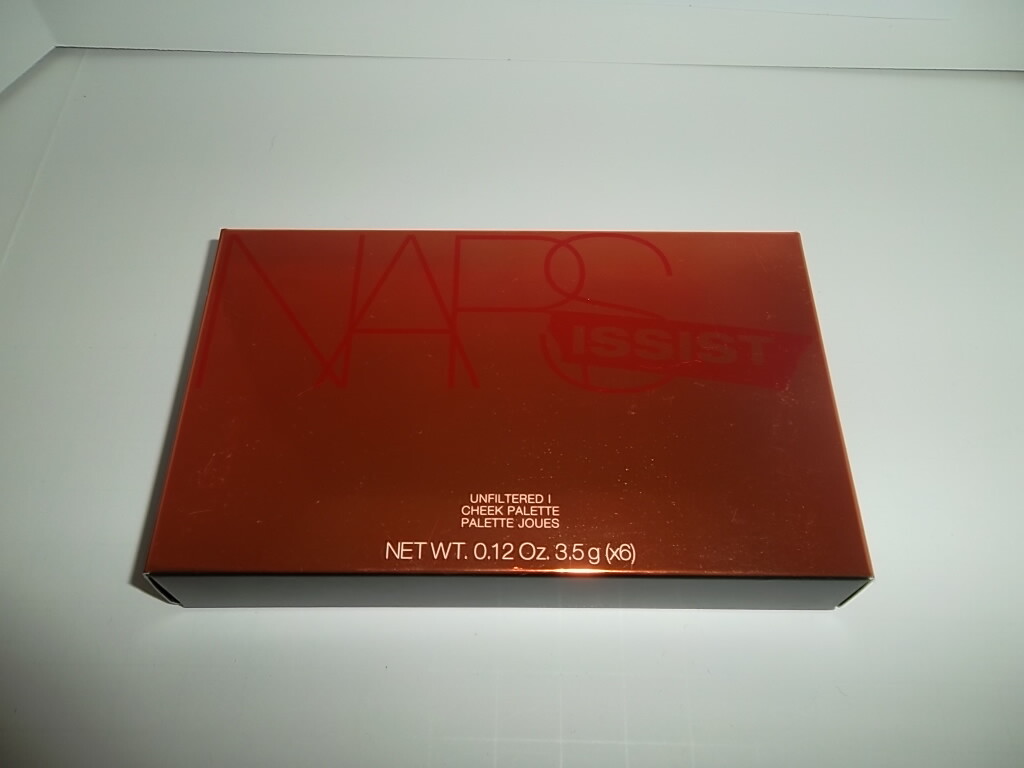 NARS
ISSIST
UNFILTERED I
CHEEK PALETTE
PALETTE JOUES
NET WT. 0.12 Oz. 3.5 g (x6)